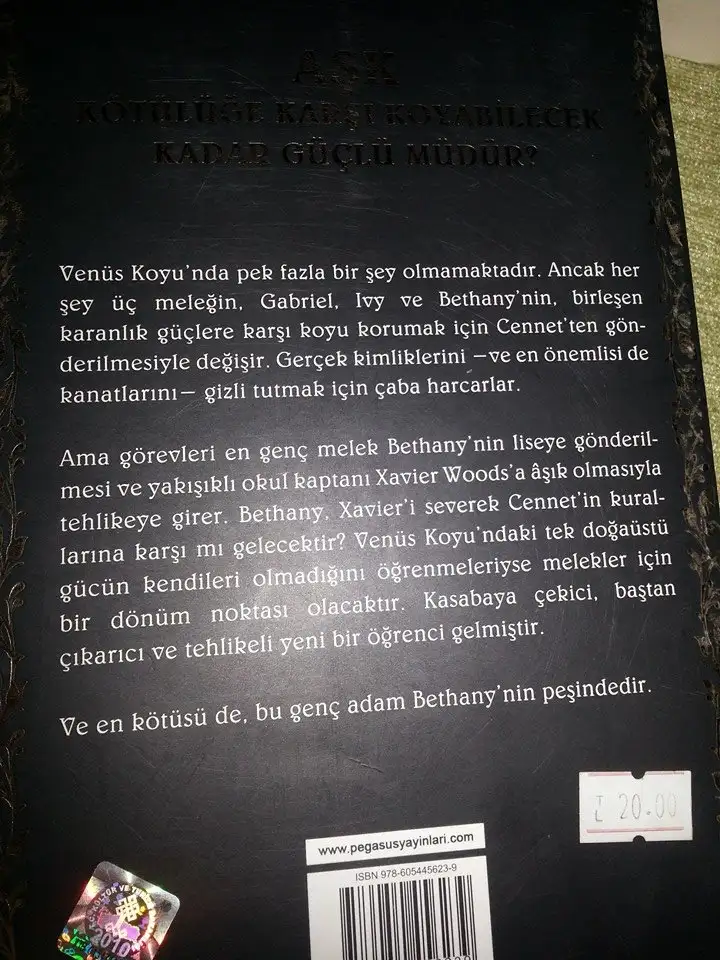 AŞK
KÖTÜLÜĞE KARŞI KOYABİLECEK
KADAR GÜÇLÜ MÜDÜR?
Venüs Koyu'nda pek fazla bir şey olmamaktadır. Ancak her
şey üç meleğin, Gabriel, Ivy ve Bethany'nin, birleşen
karanlık güçlere karşı koyu korumak için Cennet'ten gön-
derilmesiyle değişir. Gerçek kimliklerini —ve en önemlisi de
kanatlarını— gizli tutmak için çaba harcarlar.
Ama görevleri en genç melek Bethany'nin liseye gönderil-
mesi ve yakışıklı okul kaptanı Xavier Woods'a âşık olmasıyla
tehlikeye girer. Bethany, Xavier'i severek Cennet'in kural-
larına karşı mı gelecektir? Venüs Koyu'ndaki tek doğaüstü
gücün kendileri olmadığını öğrenmeleriyse melekler için
bir dönüm noktası olacaktır. Kasabaya çekici, baştan
çıkarıcı ve tehlikeli yeni bir öğrenci gelmiştir.
Ve en kötüsü de, bu genç adam Bethany'nin peşindedir.
20.00
www.pegasusyayinlari.com
ISBN 978-605445623-9
2010